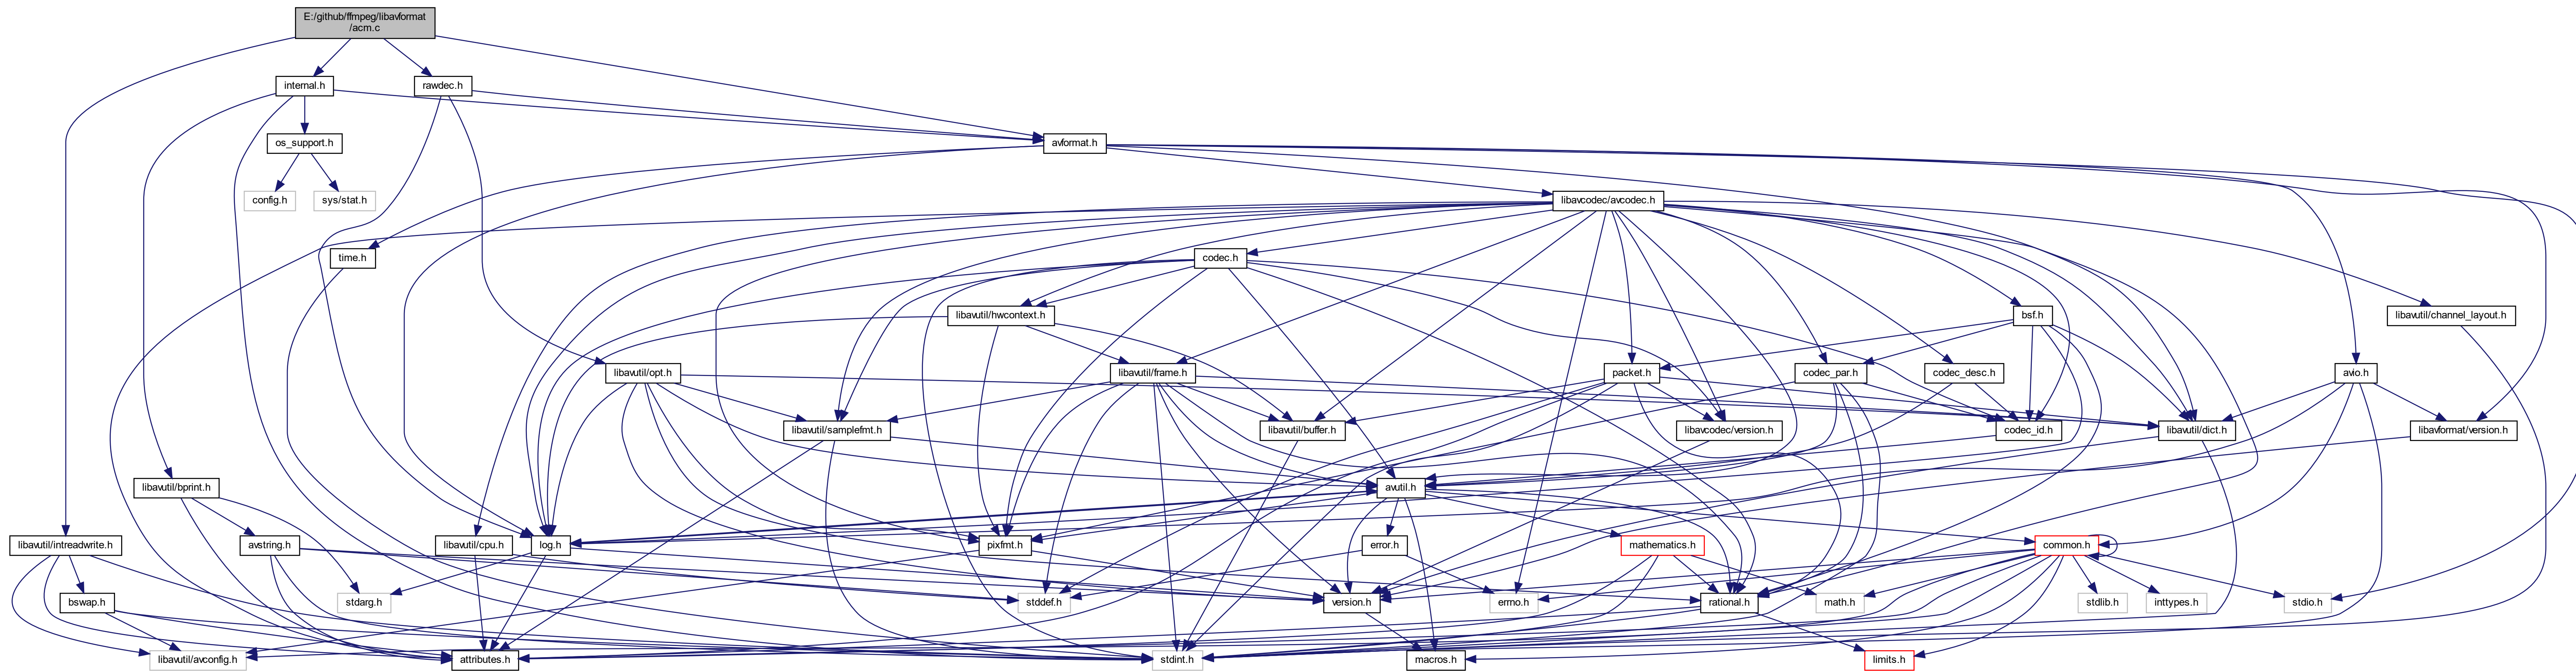 E:/github/ffmpeg/libavformat
/acm.c
internal.h
rawdec.h
os_support.h
avformat.h
config.h
sys/stat.h
libavcodec/avcodec.h
time.h
codec.h
libavutil/hwcontext.h
bsf.h
libavutil/channel_layout.h
libavutil/opt.h
libavutil/frame.h
packet.h
codec_par.h
codec_desc.h
avio.h
libavutil/samplefmt.h
libavutil/buffer.h
libavcodec/version.h
codec_id.h
libavutil/dict.h
libavformat/version.h
libavutil/bprint.h
avutil.h
libavutil/intreadwrite.h
avstring.h
libavutil/cpu.h
log.h
pixfmt.h
error.h
mathematics.h
common.h
bswap.h
stdarg.h
stddef.h
version.h
errno.h
rational.h
math.h
stdlib.h
inttypes.h
stdio.h
libavutil/avconfig.h
attributes.h
stdint.h
macros.h
limits.h